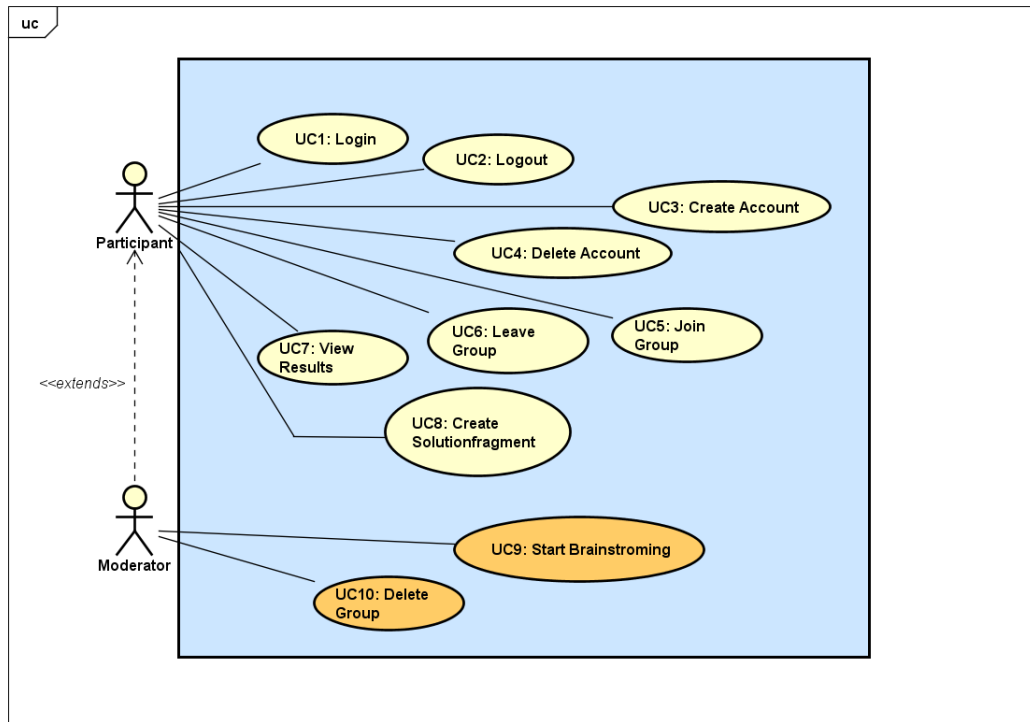 uc
UC1: Login
UC2: Logout
UC3: Create Account
Participant
UC4: Delete Account
UC5: Join
Group
UC6: Leave
Group
UC7: View
Results
<<extends>>
UC8: Create
Solutionfragment
UC9: Start Brainstroming
Moderator
UC10: Delete
Group